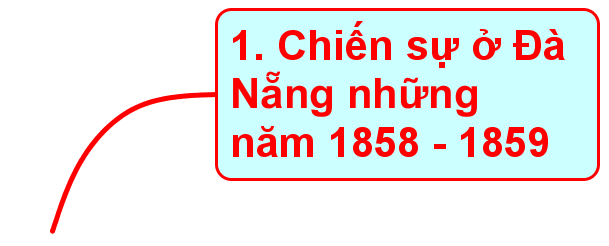 1. Chiến sự ở Đà
Nẵng những
năm 1858 - 1859